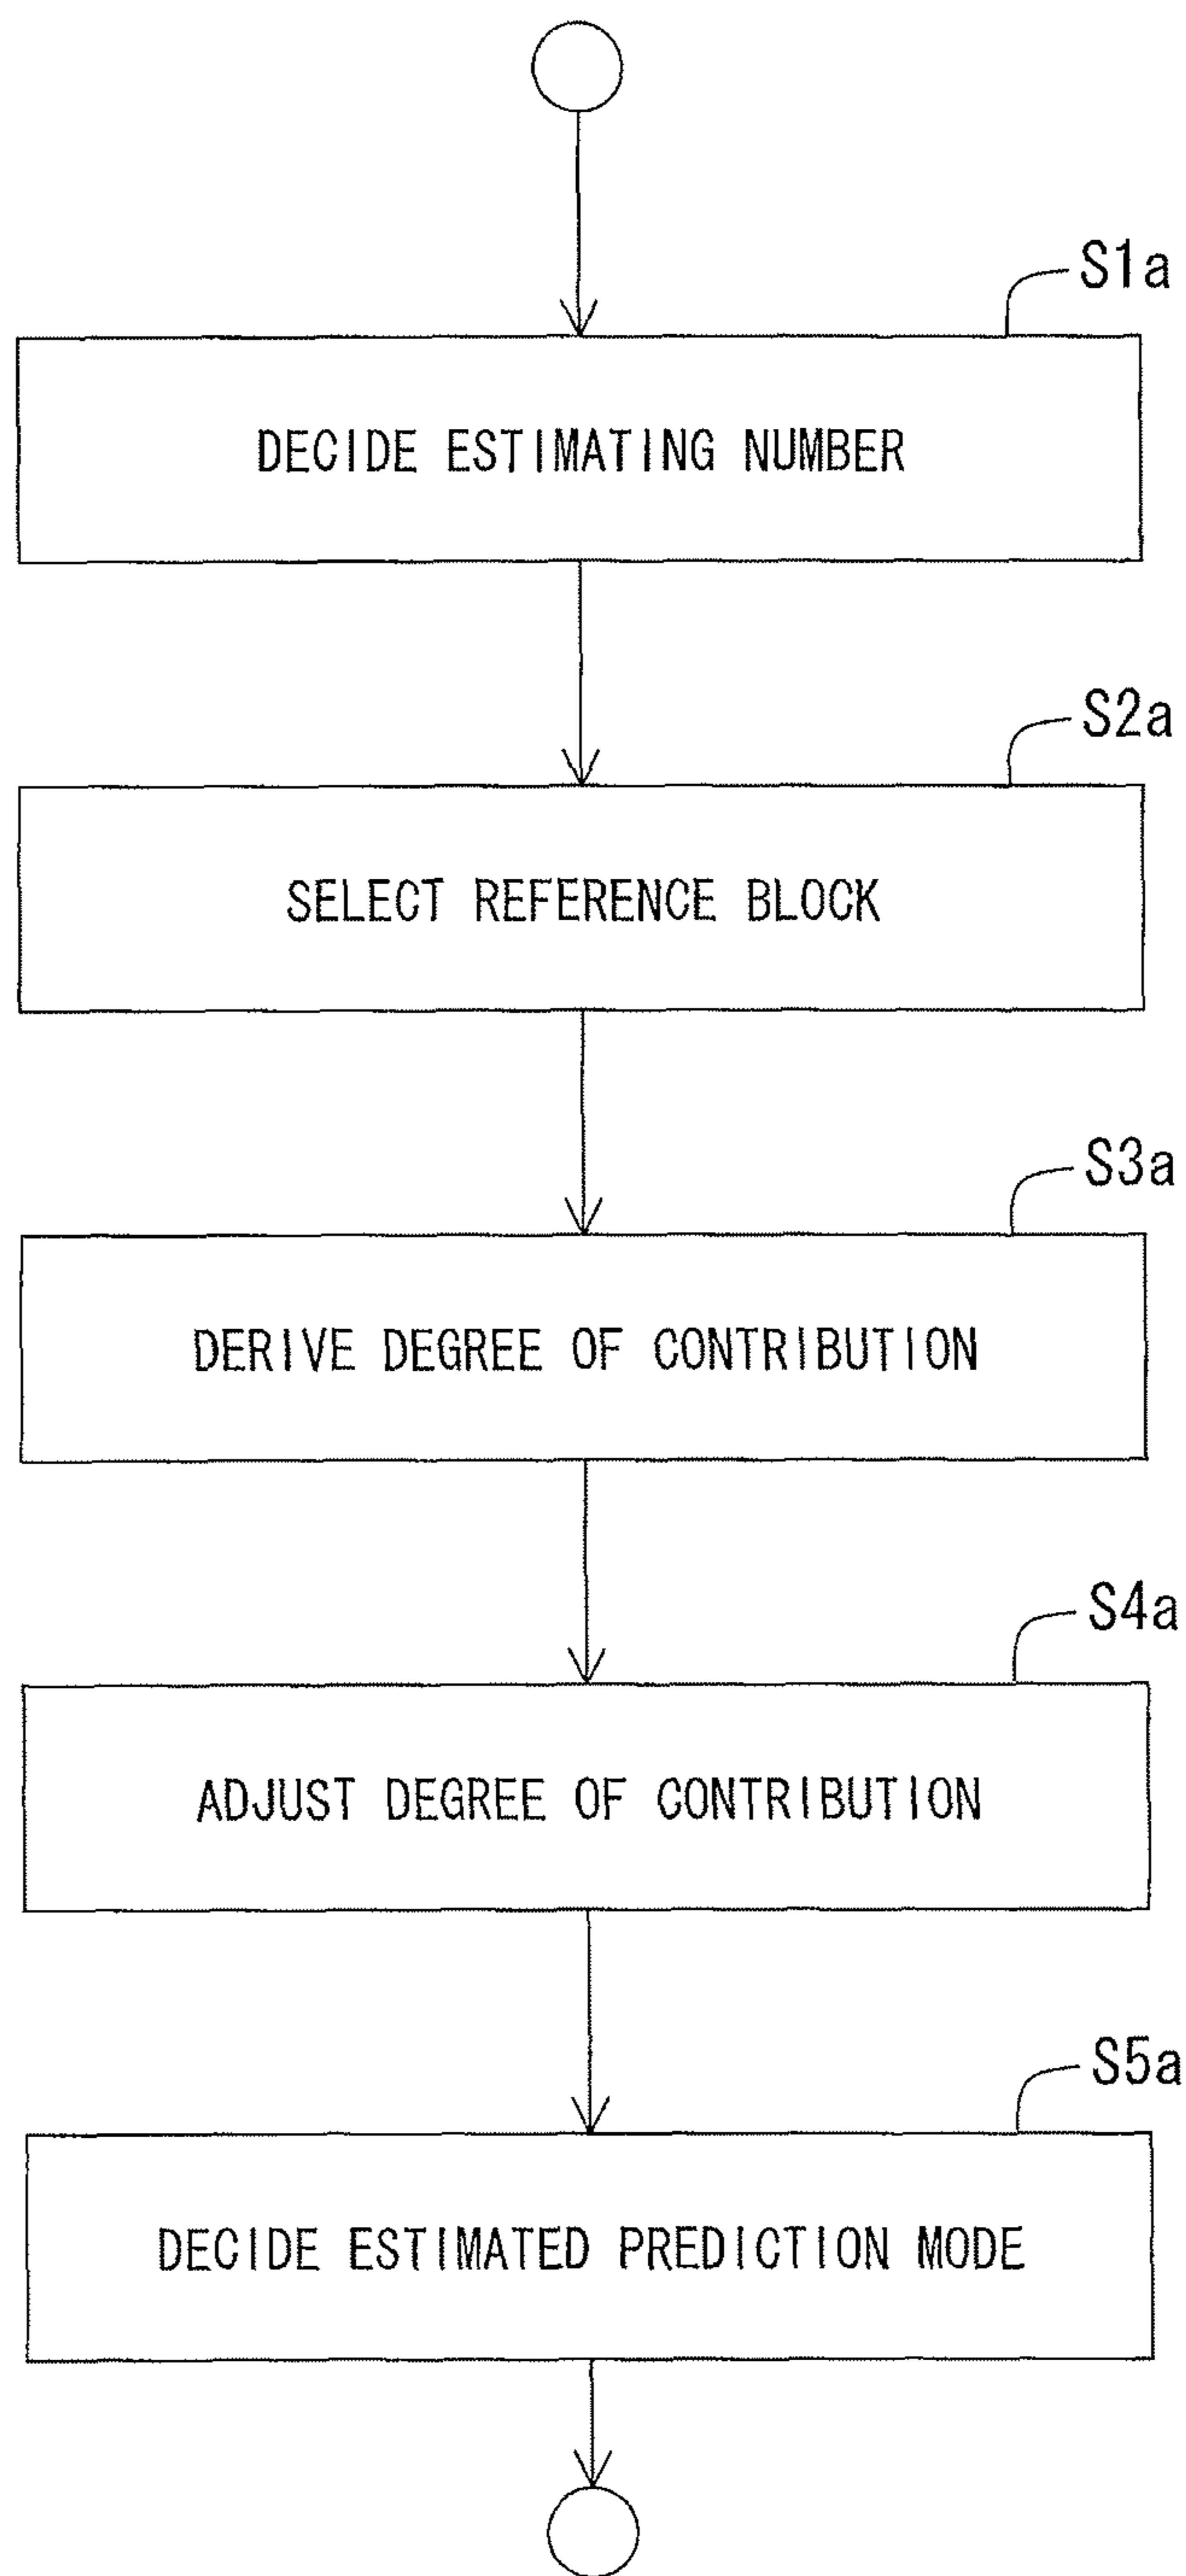 S1a
DECIDE ESTIMATING NUMBER
S2a
SELECT REFERENCE BLOCK
S3a
DERIVE DEGREE OF CONTRIBUTION
S4a
ADJUST DEGREE OF CONTRIBUTION
S5a
DECIDE ESTIMATED PREDICTION MODE